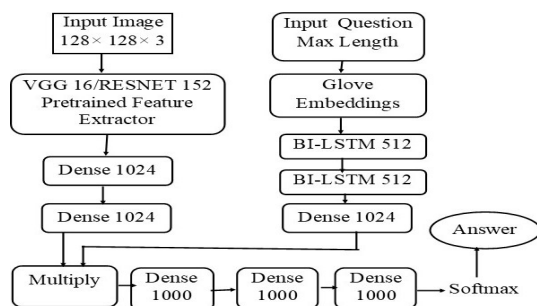 Input Image
128× 128× 3
VGG 16/RESNET 152
Pretrained Feature
Extractor
Dense 1024
Dense 1024
Input Question
Max Length
Glove
Embeddings
BI-LSTM 512
BI-LSTM 512
Dense 1024
Multiply
Dense
1000
Dense
1000
Dense
1000
Softmax
Answer